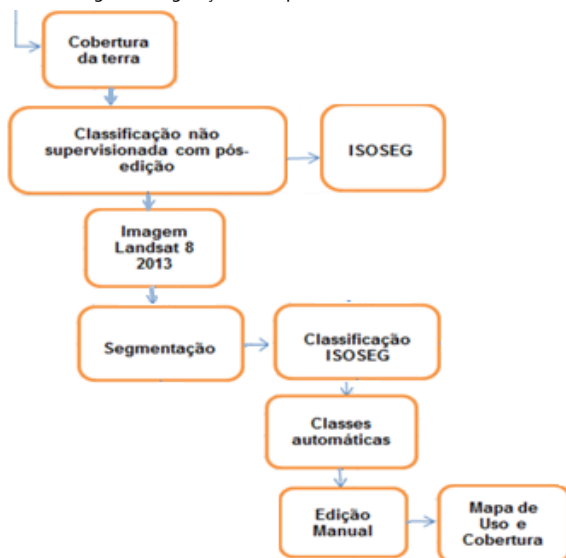 Cobertura
da terra
Classificação não
supervisionada com pós-
edição
ISOSEG
Imagem
Landsat 8
2013
Segmentação
Classificação
ISOSEG
Classes
automáticas
Edição
Manual
Mapa de
Uso e
Cobertura